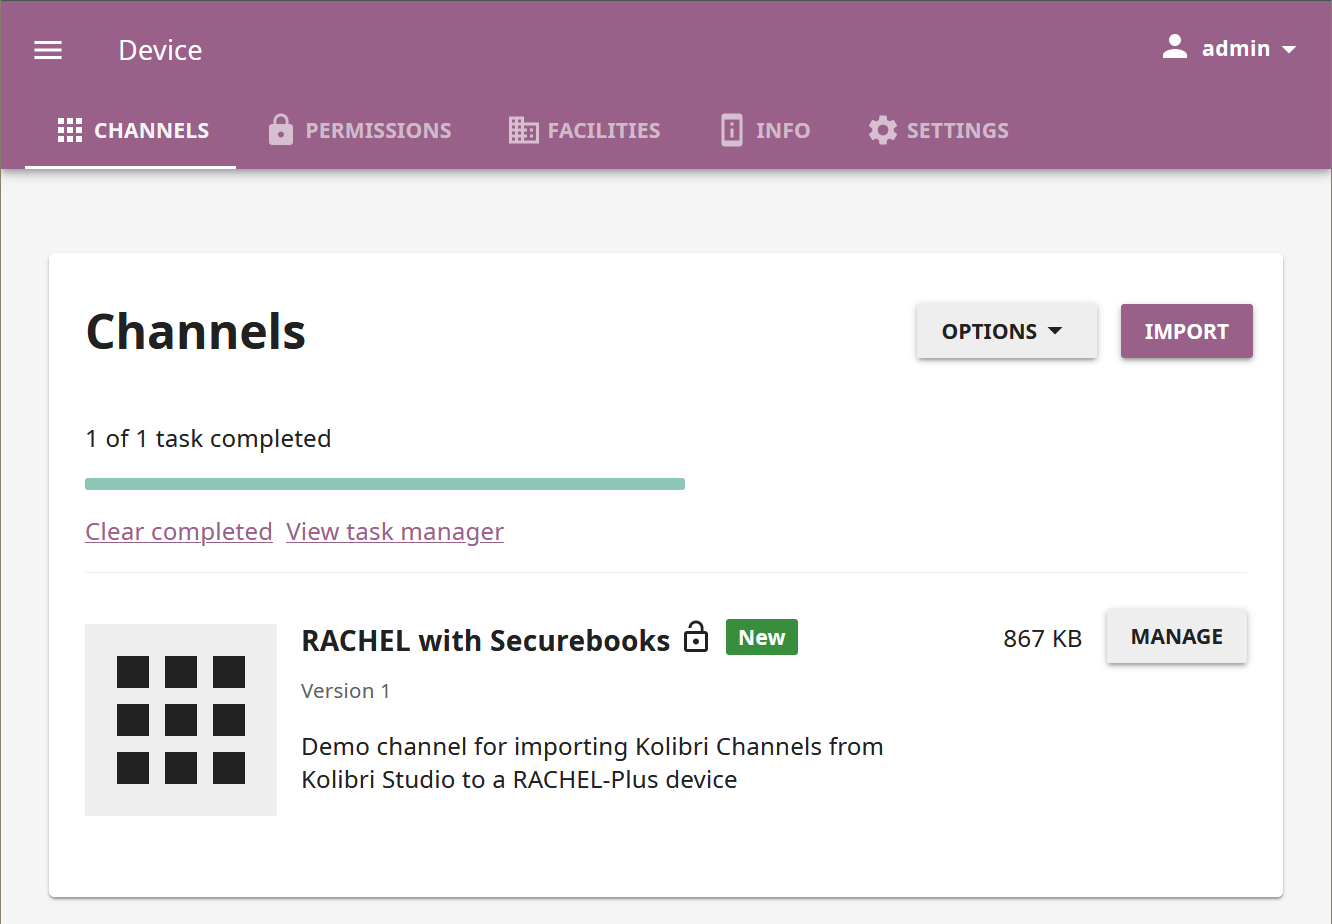 Device
admin
CHANNELS PERMISSIONS FACILITIES INFO SETTINGS
Channels
OPTIONS IMPORT
1 of 1 task completed
Clear completed View task manager
RACHEL with Securebooks New 867 KB MANAGE
Version 1
Demo channel for importing Kolibri Channels from
Kolibri Studio to a RACHEL-Plus device